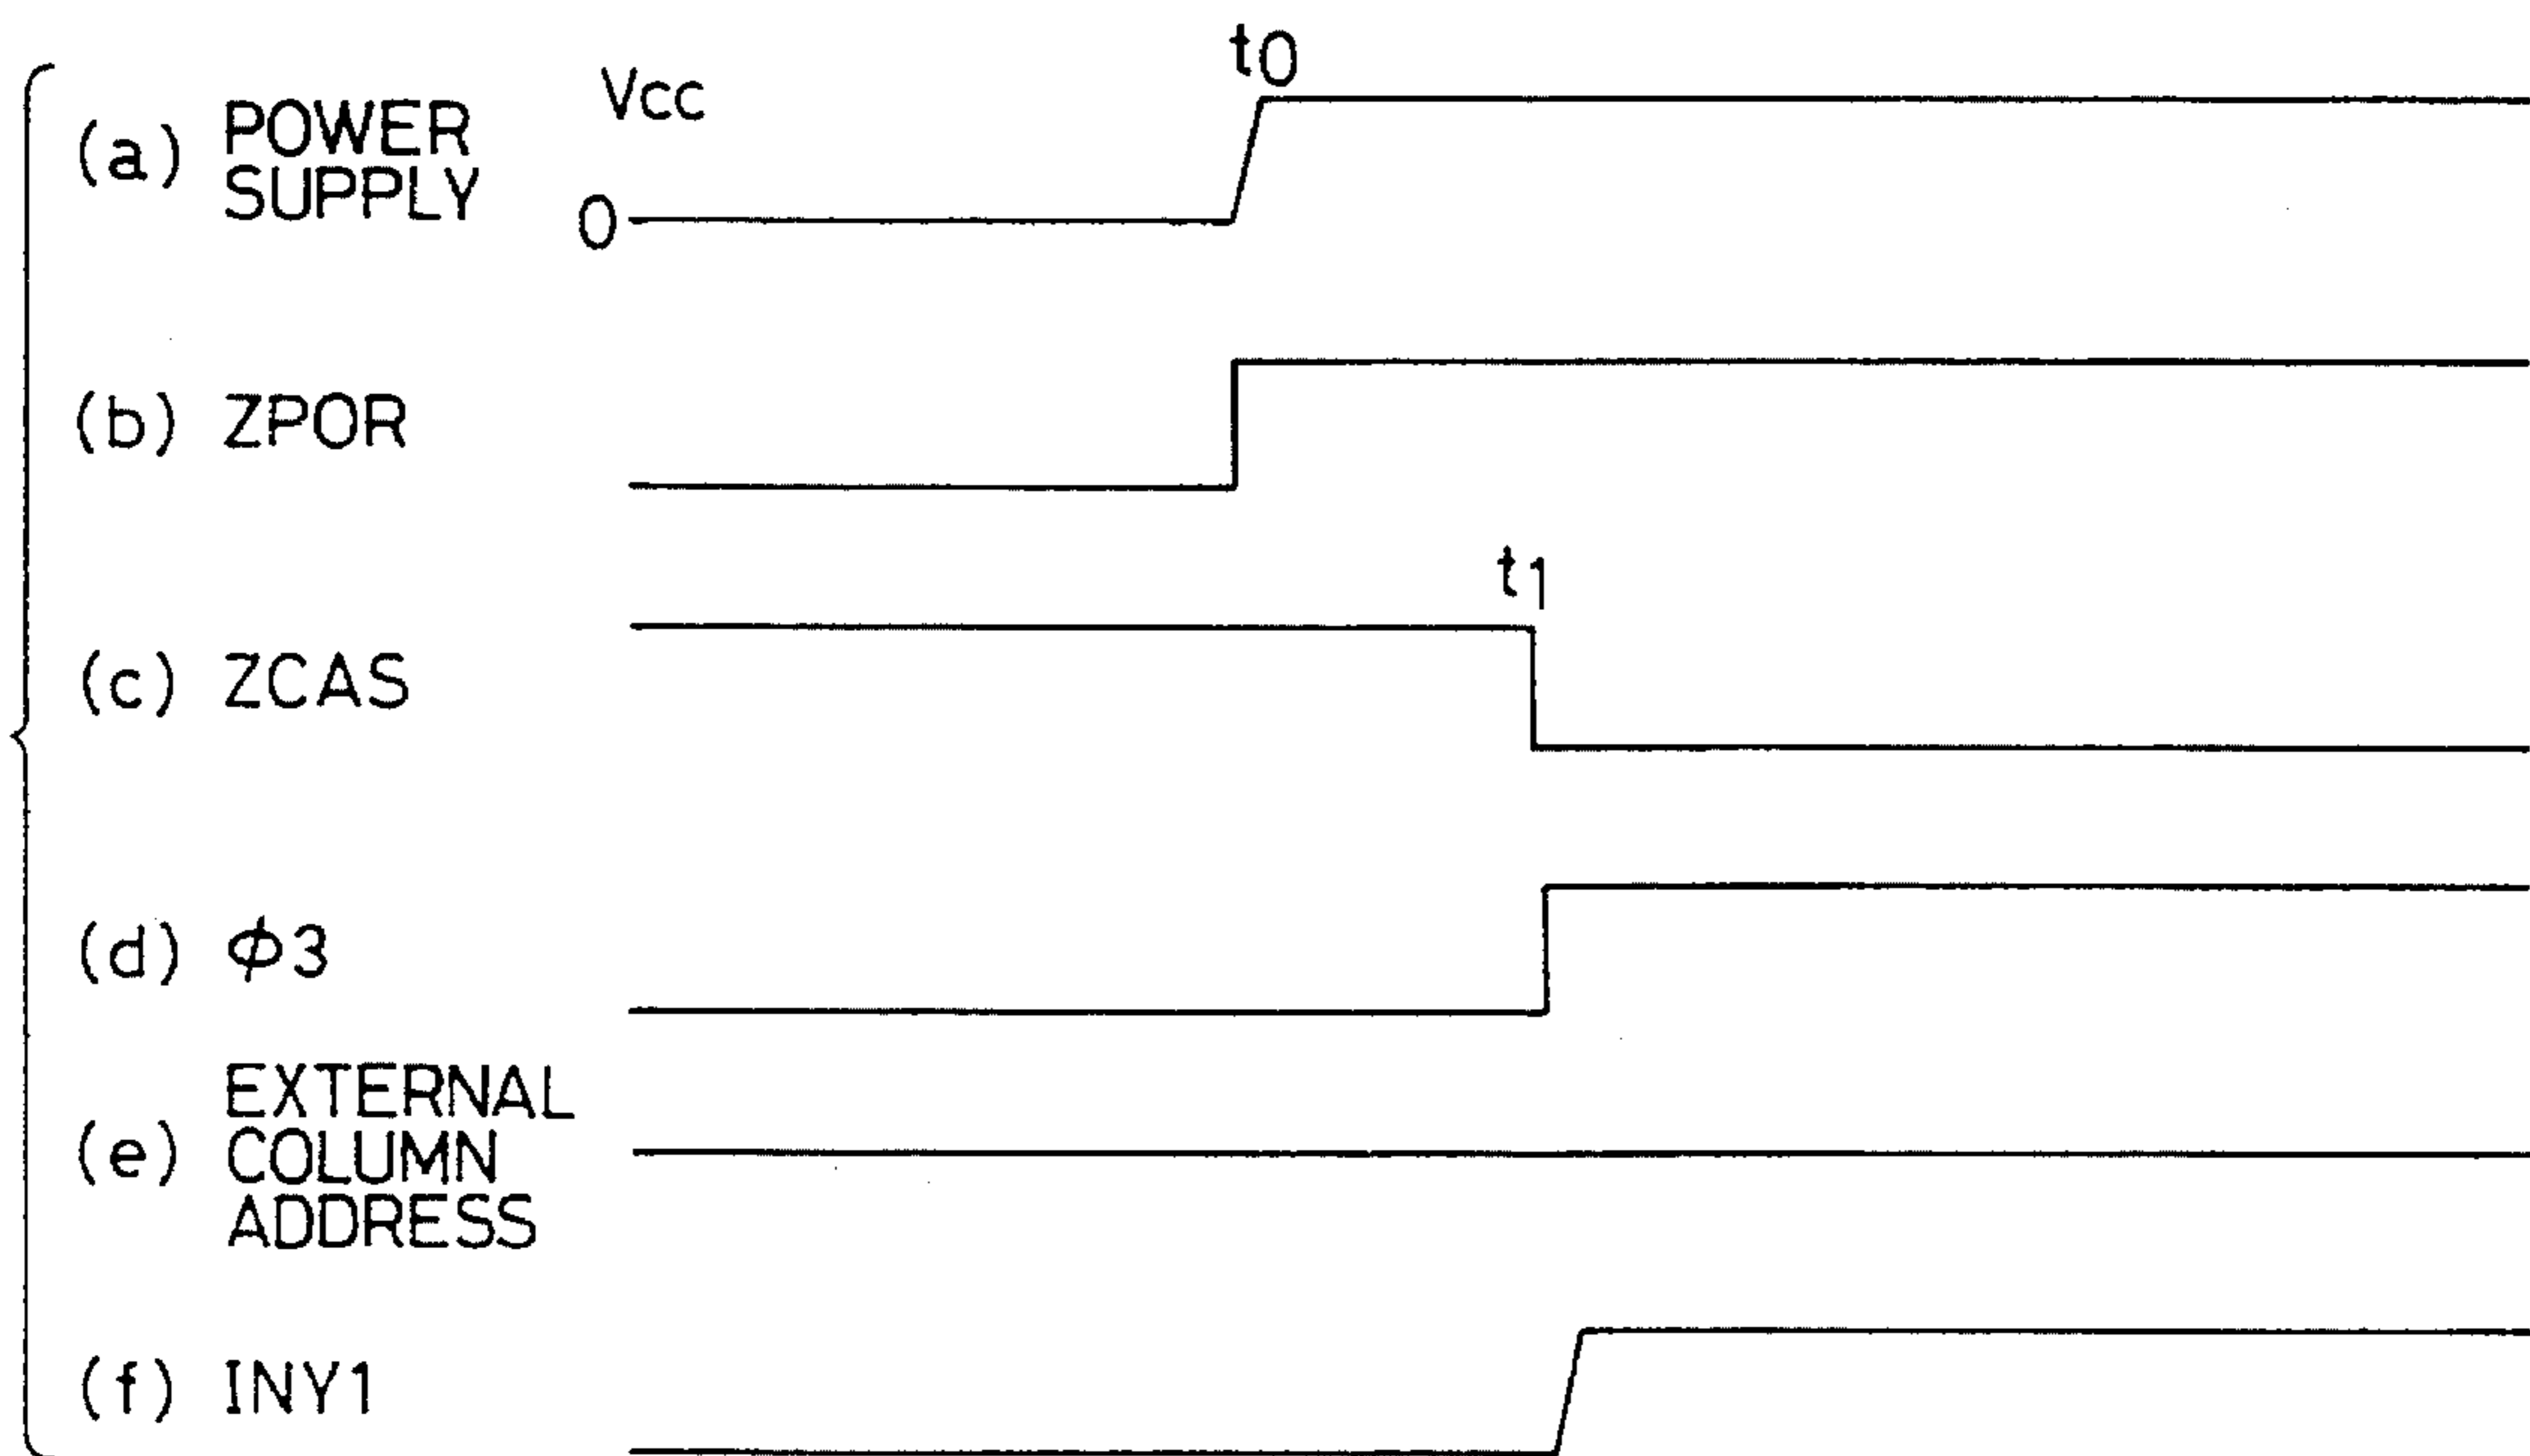 t0
Vcc
(a) POWER
SUPPLY
0
(b) ZPOR
t1
(c) ZCAS
(d) ϕ3
(e) EXTERNAL
COLUMN
ADDRESS
(f) INY1